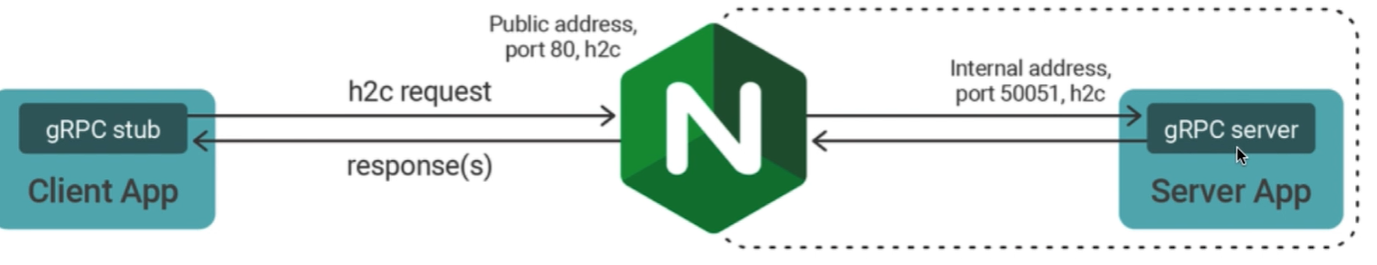 Public address,
port 80, h2c
Internal address,
port 50051, h2c
h2c request
response(s)
gRPC stub
Client App
N
gRPC server
Server App